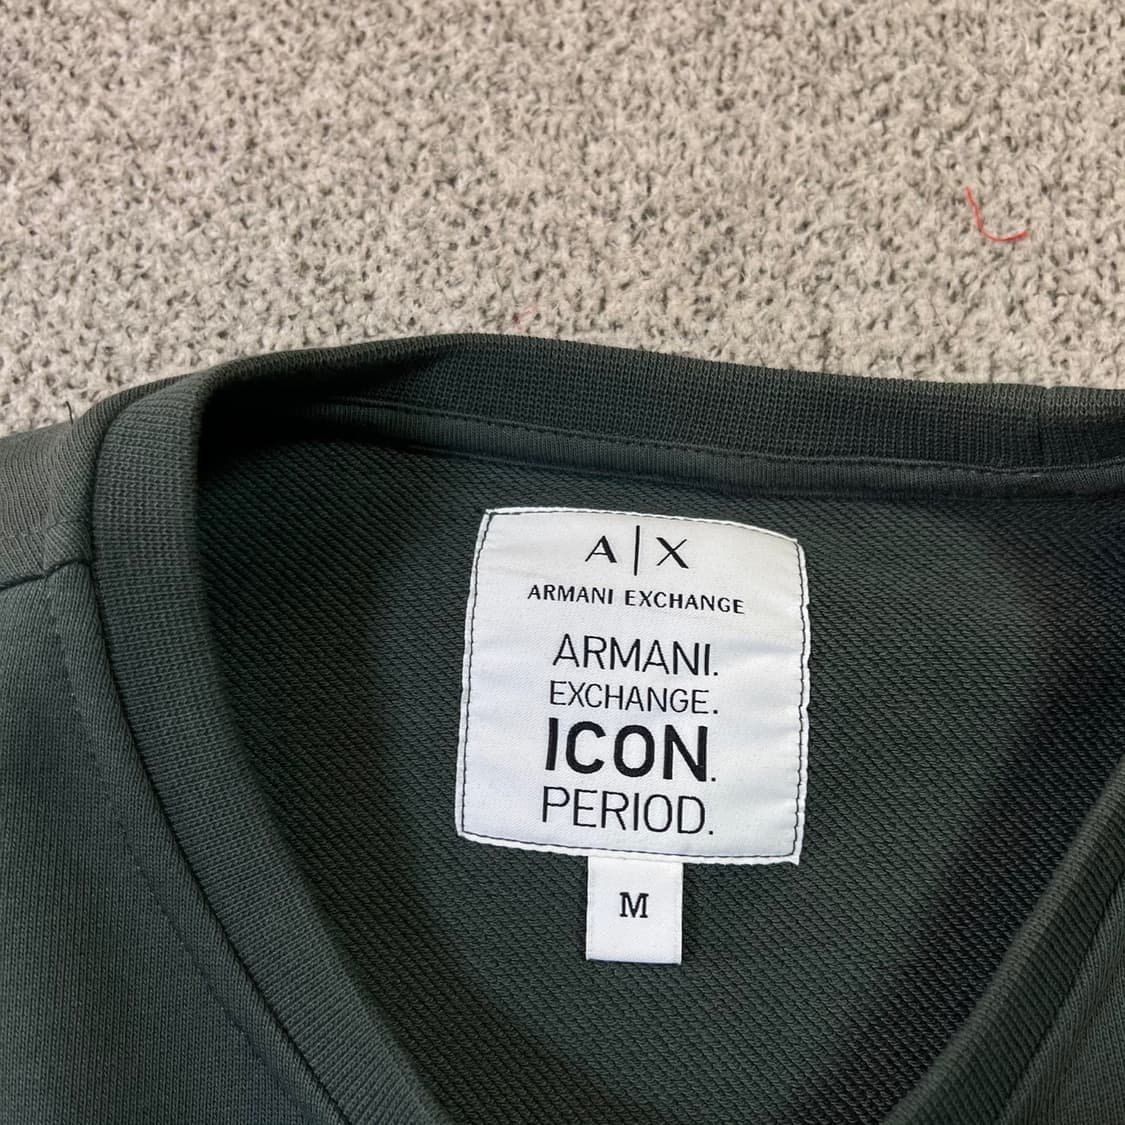 A|X
ARMANI EXCHANGE
ARMANI.
EXCHANGE.
ICON.
PERIOD.
M